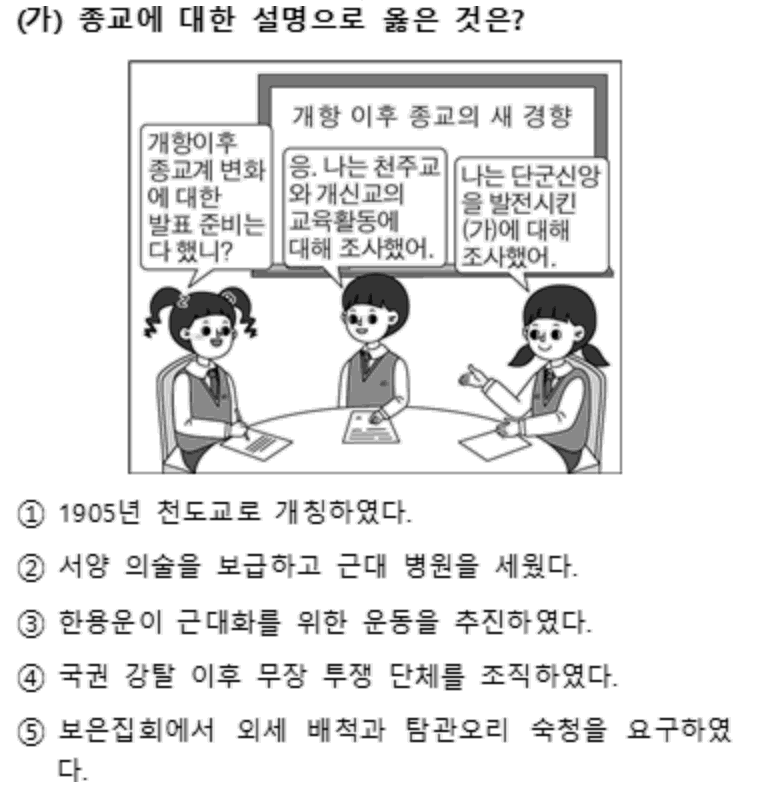 (가) 종교에 대한 설명으로 옳은 것은?
개항 이후 종교의 새 경향
개항이후
종교계 변화
에 대한
발표 준비는
다 했니?
응. 나는 천주교
와 개신교의
교육활동에
대해 조사했어.
나는 단군신앙
을 발전시킨
(가)에 대해
조사했어.
① 1905년 천도교로 개칭하였다.
② 서양 의술을 보급하고 근대 병원을 세웠다.
③ 한용운이 근대화를 위한 운동을 추진하였다.
④ 국권 강탈 이후 무장 투쟁 단체를 조직하였다.
⑤ 보은집회에서 외세 배척과 탐관오리 숙청을 요구하였
다.